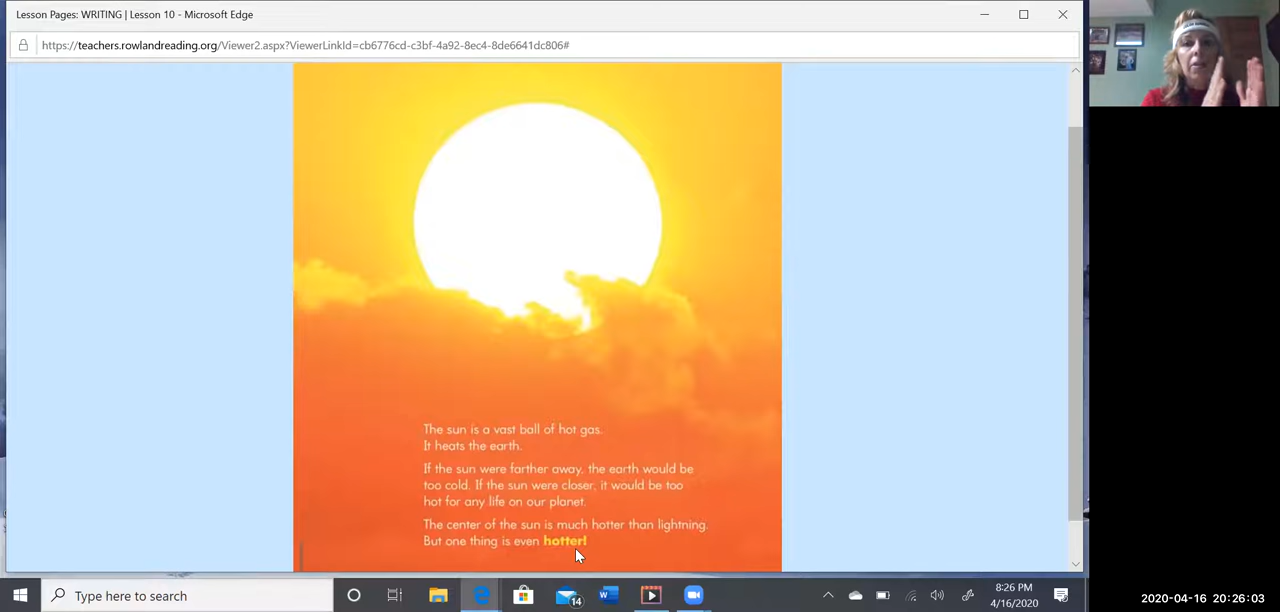 Lesson Pages: WRITING | Lesson 10 - Microsoft Edge
https://teachers.rowlandreading.org/Viewer2.aspx?ViewerLinkId=cb6776cd-c3bf-4a92-8ec4-8de6641dc806#
The sun is a vast ball of hot gas.
It heats the earth.
If the sun were farther away, the earth would be
too cold. If the sun were closer, it would be too
hot for any life on our planet.
The center of the sun is much hotter than lightning.
But one thing is even hotter!
Type here to search
14
8:26 PM
4/16/2020
2020-04-16 20:26:03